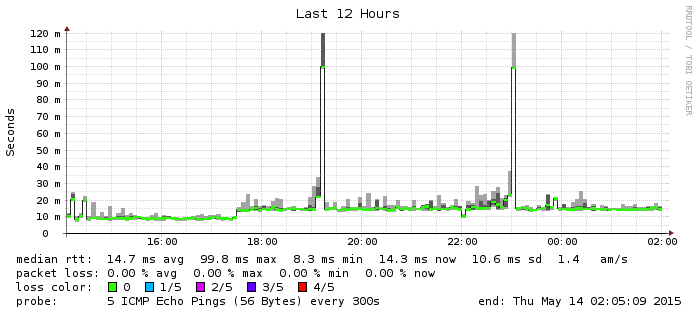 Last 12 Hours
RRDTOOL / TOBI OETIKER
Seconds
120 m
110 m
100 m
90 m
80 m
70 m
60 m
50 m
40 m
30 m
20 m
10 m
0
16:00 18:00 20:00 22:00 00:00 02:00
median rtt: 14.7 ms avg 99.8 ms max 8.3 ms min 14.3 ms now 10.6 ms sd 1.4 am/s
packet loss: 0.00 % avg 0.00 % max 0.00 % min 0.00 % now
loss color: 0 1/5 2/5 3/5 4/5
probe: 5 ICMP Echo Pings (56 Bytes) every 300s end: Thu May 14 02:05:09 2015